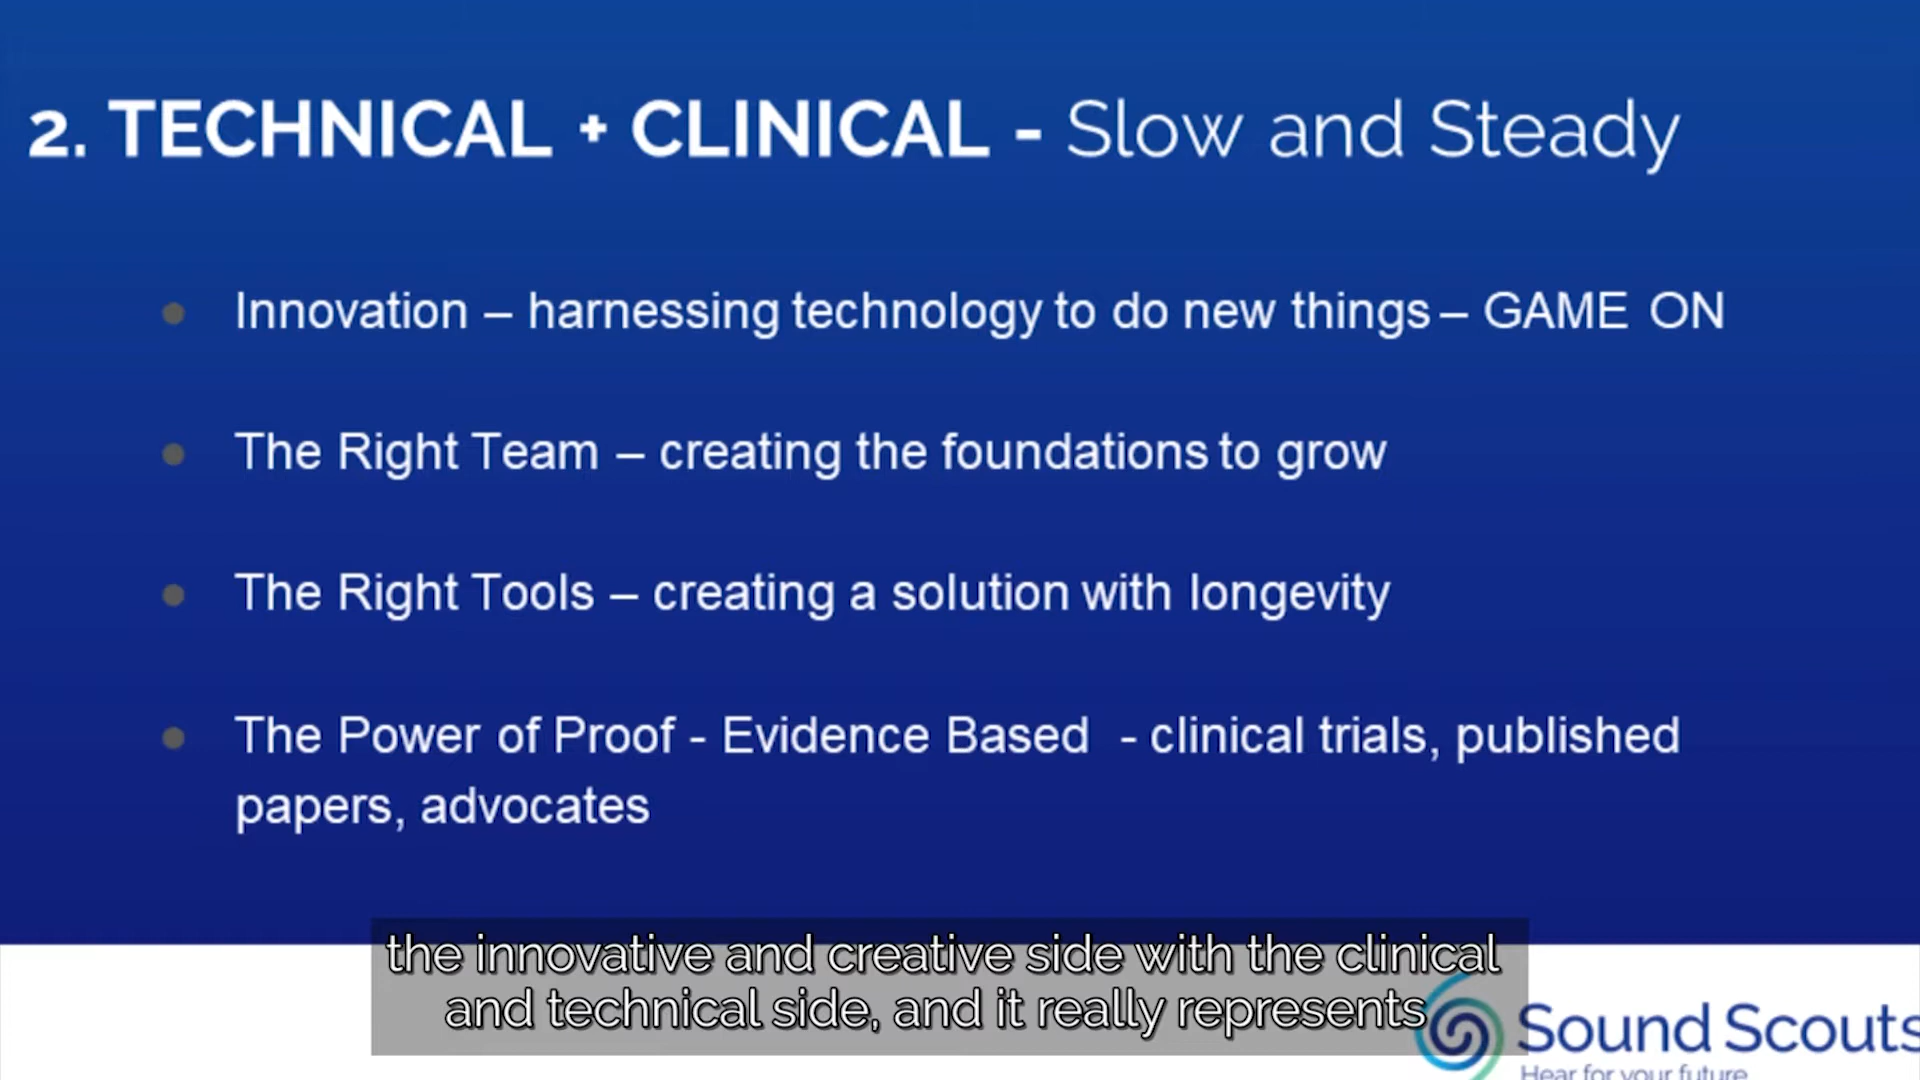 2. TECHNICAL + CLINICAL - Slow and Steady
Innovation – harnessing technology to do new things – GAME ON
The Right Team – creating the foundations to grow
The Right Tools – creating a solution with longevity
The Power of Proof - Evidence Based - clinical trials, published
papers, advocates
the innovative and creative side with the clinical
and technical side, and it really represents
Sound Scouts
Hear for your future